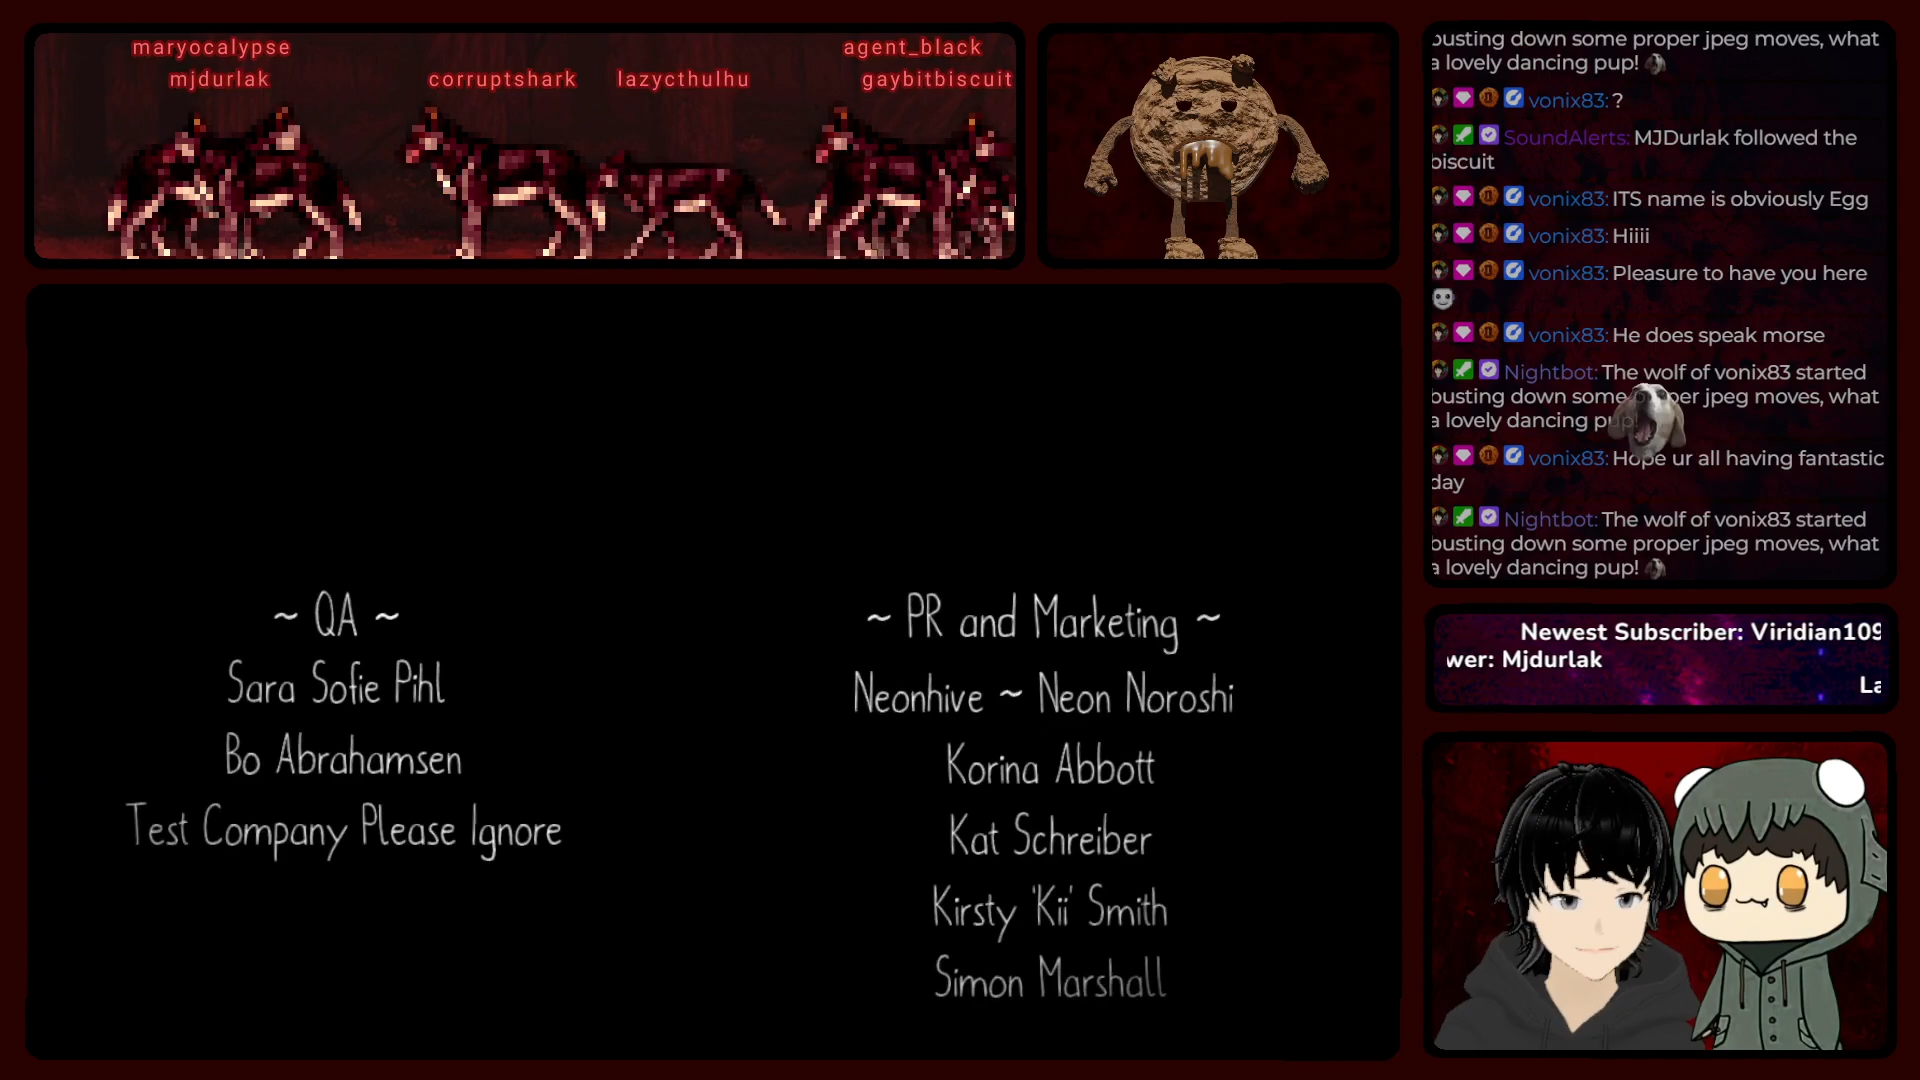 maryocalypse
agent_black
mjdurlak
corruptshark
lazycthulhu
gaybitbiscuit
~ QA ~
Sara Sofie Pihl
Bo Abrahamsen
Test Company Please Ignore
~ PR and Marketing ~
Neonhive ~ Neon Noroshi
Korina Abbott
Kat Schreiber
Kirsty 'Kii' Smith
Simon Marshall
busting down some proper jpeg moves, what
a lovely dancing pup!
vonix83: ?
SoundAlerts: MJDurlak followed the
biscuit
vonix83: ITS name is obviously Egg
vonix83: Hiiii
vonix83: Pleasure to have you here
vonix83: He does speak morse
Nightbot: The wolf of vonix83 started
busting down some proper jpeg moves, what
a lovely dancing pup!
vonix83: Hope ur all having fantastic
day
Nightbot: The wolf of vonix83 started
busting down some proper jpeg moves, what
a lovely dancing pup!
Newest Subscriber: Viridian109
wer: Mjdurlak
La